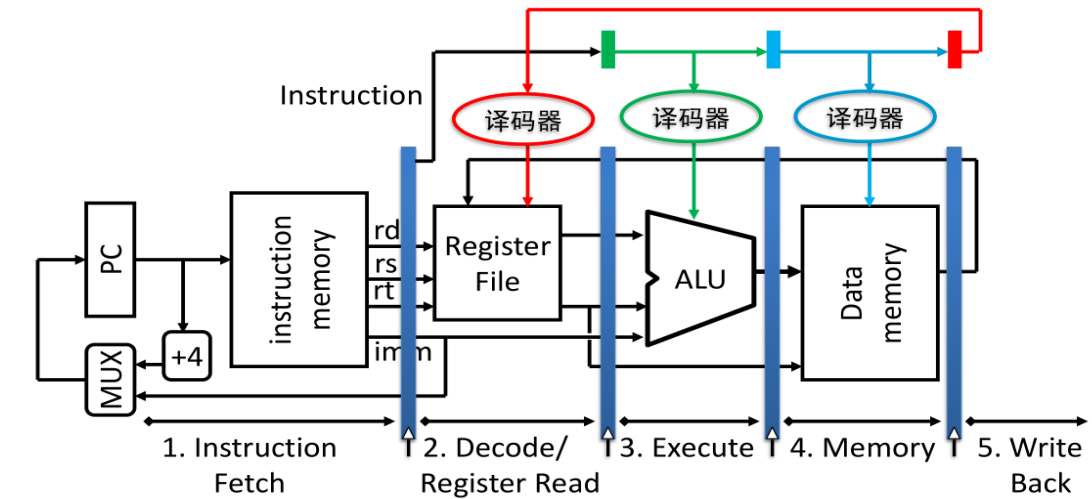 Instruction
译码器
译码器
译码器
PC
+4
MUX
instruction
memory
rd
rs
rt
imm
Register
File
ALU
Data
memory
1. Instruction
Fetch
2. Decode/
Register Read
3. Execute
4. Memory
5. Write
Back